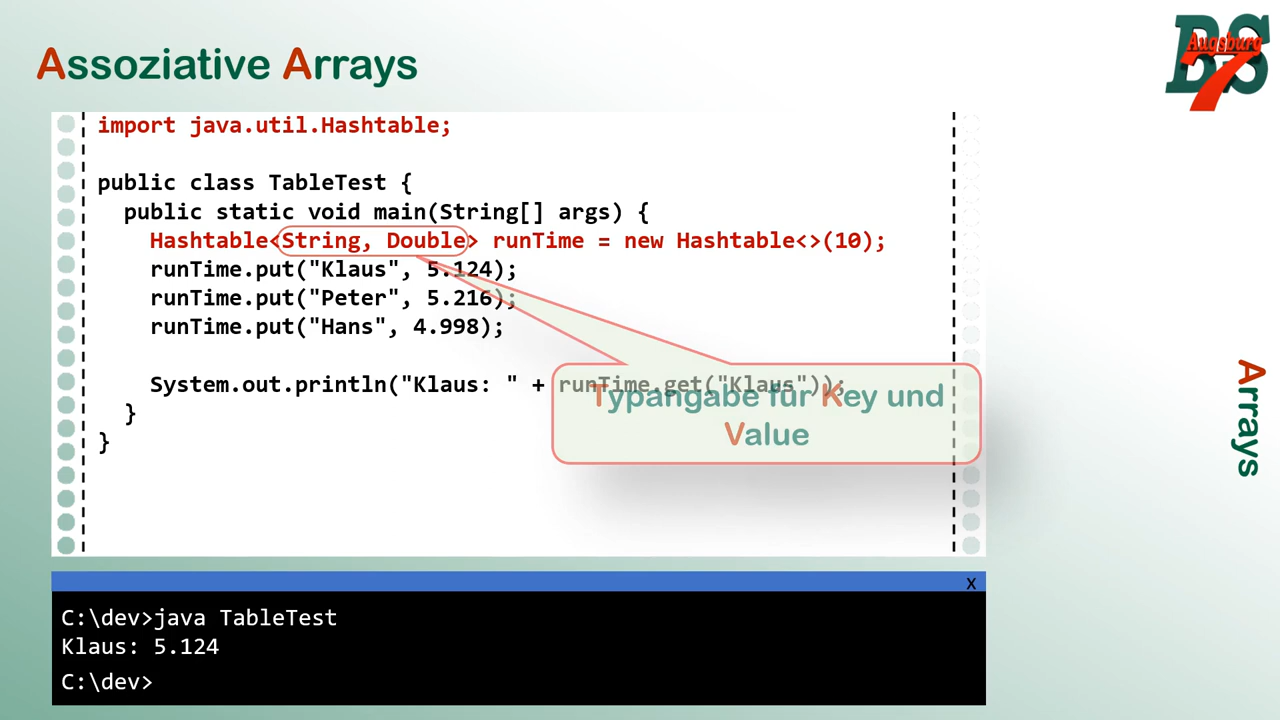 Assoziative Arrays
BS
Augsburg
7
import java.util.Hashtable;
public class TableTest {
public static void main(String[] args) {
Hashtable<String, Double> runTime = new Hashtable<>(10);
runTime.put("Klaus", 5.124);
runTime.put("Peter", 5.216);
runTime.put("Hans", 4.998);
System.out.println("Klaus: " + runTime.get("Klaus"));
}
}
Typangabe für Key und
Value
Arrays
x
C:\dev>java TableTest
Klaus: 5.124
C:\dev>